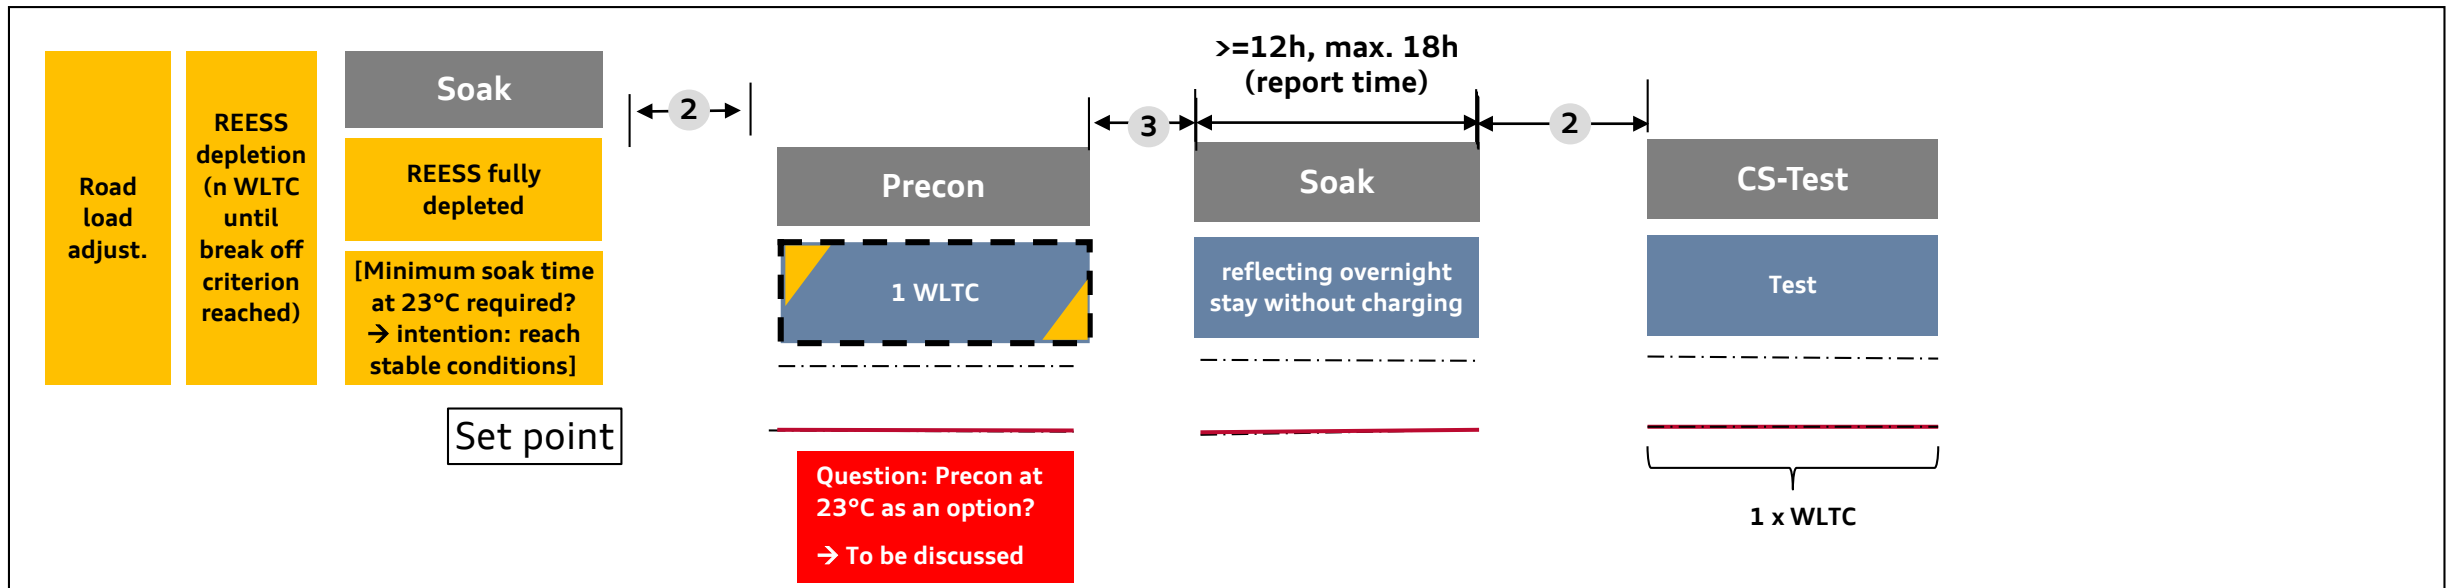 Road
load
adjust.
REESS
depletion
(n WLTC
until
break off
criterion
reached)
Soak
REESS fully
depleted
[Minimum soak time
at 23°C required?
→ intention: reach
stable conditions]
Set point
2
Precon
1 WLTC
Question: Precon at
23°C as an option?
→ To be discussed
3
>=12h, max. 18h
(report time)
Soak
reflecting overnight
stay without charging
2
CS-Test
Test
1 x WLTC